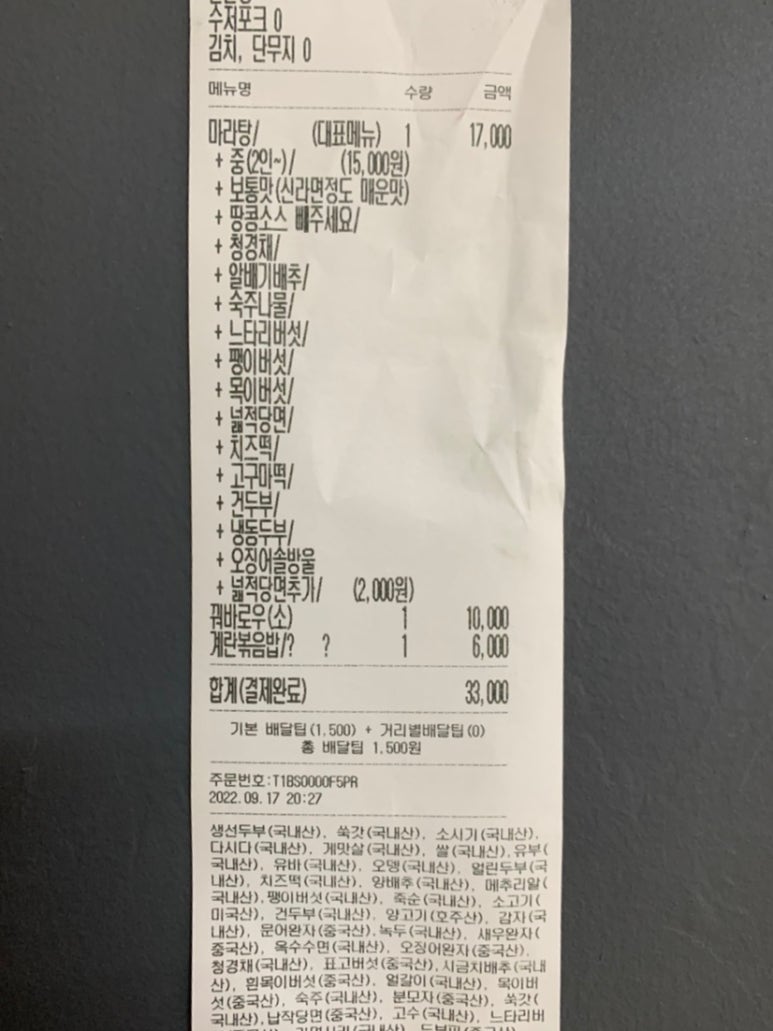 수저포크 0
김치, 단무지 0
메뉴명 수량 금액
마라탕/ (대표메뉴) 1 17,000
+ 중(2인~)/ (15,000원)
+ 보통맛(신라면정도 매운맛)
+ 땅콩소스 빼주세요/
+ 청경채/
+ 알배기배추/
+ 숙주나물/
+ 느타리버섯/
+ 팽이버섯/
+ 목이버섯/
+ 넓적당면/
+ 치즈떡/
+ 고구마떡/
+ 건두부/
+ 냉동두부/
+ 오징어솔방울
+ 넓적당면추가/ (2,000원)
꿔바로우(소) 1 10,000
계란볶음밥/? ? 1 6,000
합계(결제완료) 33,000
기본 배달팁(1,500) + 거리별배달팁(0)
총 배달팁 1,500원
주문번호:T1BS0000F5PR
2022.09.17 20:27
생선두부(국내산), 쑥갓(국내산), 소시기(국내산),
다시다(국내산), 게맛살(국내산), 쌀(국내산),유부(
국내산), 유바(국내산), 오뎅(국내산), 얼린두부(국
내산), 치즈떡(국내산), 양배추(국내산), 메추리알(
국내산),팽이버섯(국내산), 죽순(국내산), 소고기(
미국산), 건두부(국내산), 양고기(호주산), 감자(국
내산), 문어완자(중국산),녹두(국내산), 새우완자(
중국산), 옥수수면(국내산), 오징어완자(중국산),
청경채(국내산), 표고버섯(중국산),시금치배추(국내
산), 흰목이버섯(중국산), 얼갈이(국내산), 목이버
섯(중국산), 숙주(국내산), 분모자(중국산), 쑥갓(
국내산),납작당면(중국산), 고수(국내산), 느타리버